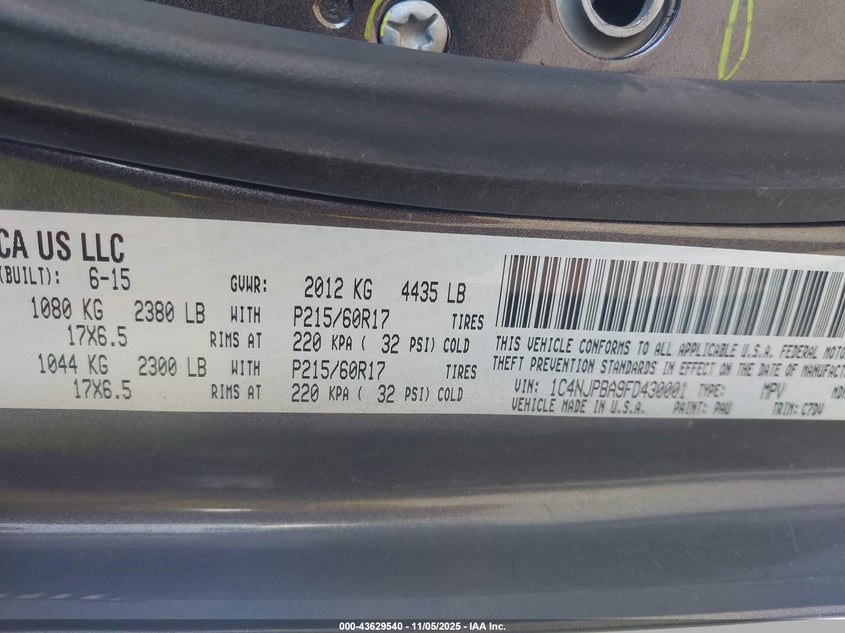 CA US LLC
(BUILT): 6-15 GVWR: 2012 KG 4435 LB
1080 KG 2380 LB WITH P215/60R17 TIRES
17X6.5 RIMS AT 220 KPA ( 32 PSI) COLD
1044 KG 2300 LB WITH P215/60R17 TIRES
17X6.5 RIMS AT 220 KPA ( 32 PSI) COLD
THIS VEHICLE CONFORMS TO ALL APPLICABLE U.S.A. FEDERAL MOTO
THEFT PREVENTION STANDARDS IN EFFECT ON THE DATE OF MANUFACT
VIN: 1C4NJPBA9FD430001 TYPE: MPV MD
VEHICLE MADE IN U.S.A. PAINT: PAU TRIM: C7DV
000-43629540 - 11/05/2025 - IAA Inc.